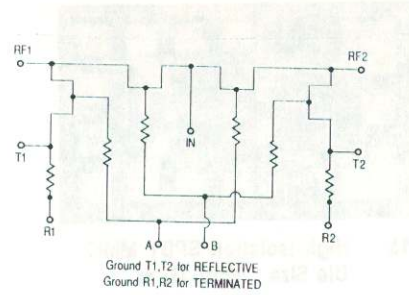 RF1
RF2
T1
IN
T2
R1
R2
A
B
Ground T1,T2 for REFLECTIVE
Ground R1,R2 for TERMINATED